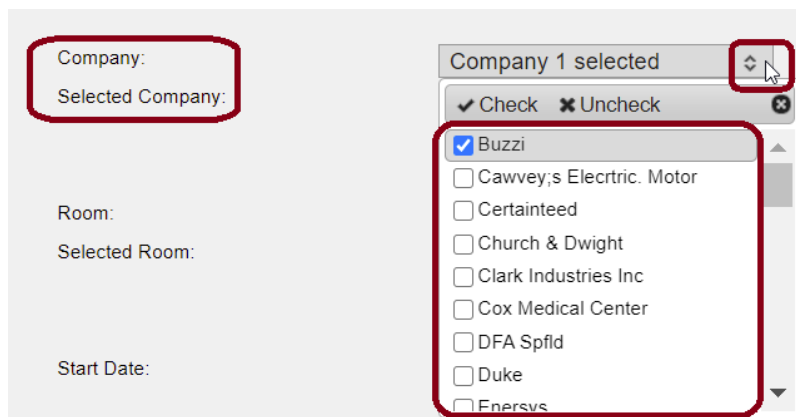 Company:
Company 1 selected
Selected Company:
Check Uncheck
Buzzi
Cawvey;s Elecrtric. Motor
Certainteed
Room:
Church & Dwight
Selected Room:
Clark Industries Inc
Cox Medical Center
DFA Spfld
Start Date:
Duke
Enersys